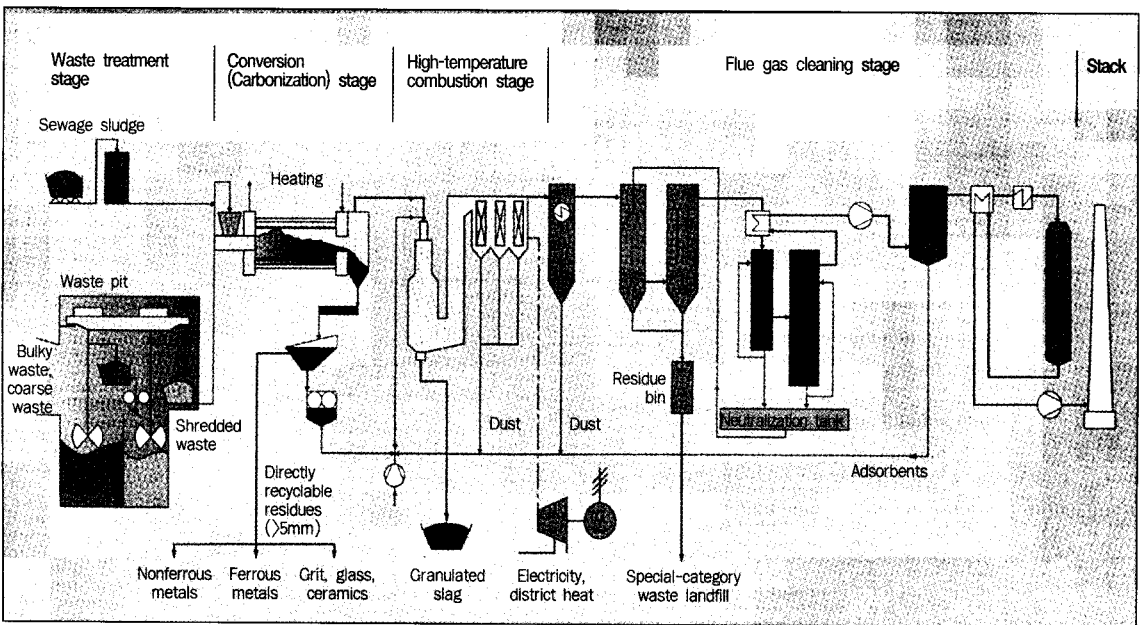 Waste treatment
stage
Conversion
(Carbonization) stage
High-temperature
combustion stage
Flue gas cleaning stage
Stack
Sewage sludge
Heating
Waste pit
Bulky
waste,
coarse
waste
Shredded
waste
Residue
bin
Dust
Dust
Neutralization tank
Adsorbents
Directly
recyclable
residues
(>5mm)
Nonferrous
metals
Ferrous
metals
Grit, glass,
ceramics
Granulated
slag
Electricity,
district heat
Special-category
waste landfill